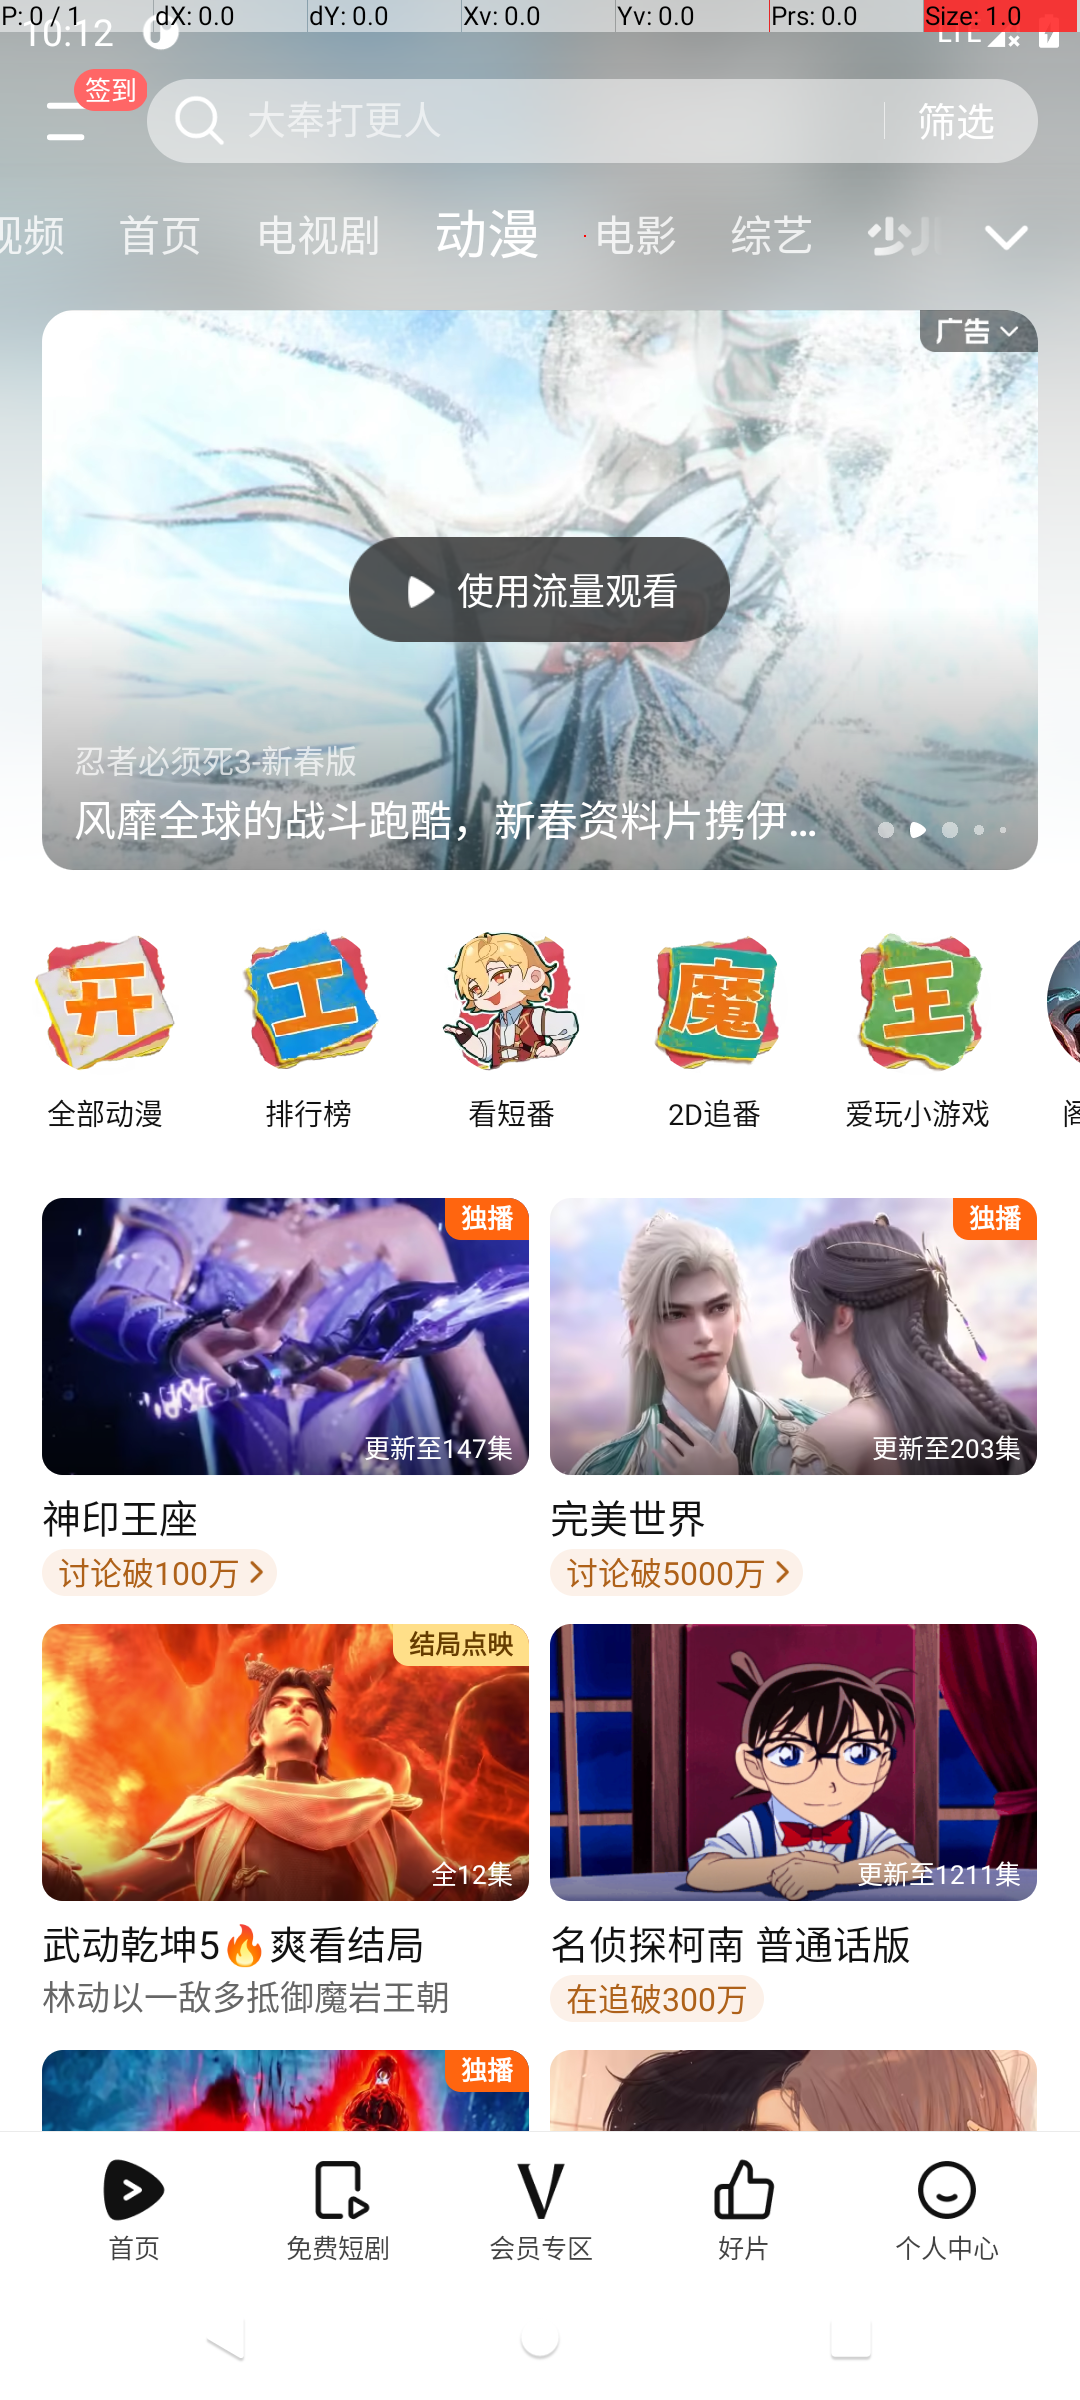 P: 0 / 1 dX: 0.0 dY: 0.0 Xv: 0.0 Yv: 0.0 Prs: 0.0 Size: 1.0
10:12 LTE
签到
大奉打更人 筛选
视频 首页 电视剧 动漫 电影 综艺 少儿
广告
使用流量观看
忍者必须死3-新春版
风靡全球的战斗跑酷，新春资料片携伊...
开 工 魔 王
全部动漫 排行榜 看短番 2D追番 爱玩小游戏
独播 独播
更新至147集 更新至203集
神印王座 完美世界
讨论破100万 讨论破5000万
结局点映
全12集 更新至1211集
武动乾坤5🔥爽看结局 名侦探柯南 普通话版
林动以一敌多抵御魔岩王朝 在追破300万
独播
首页 免费短剧 会员专区 好片 个人中心